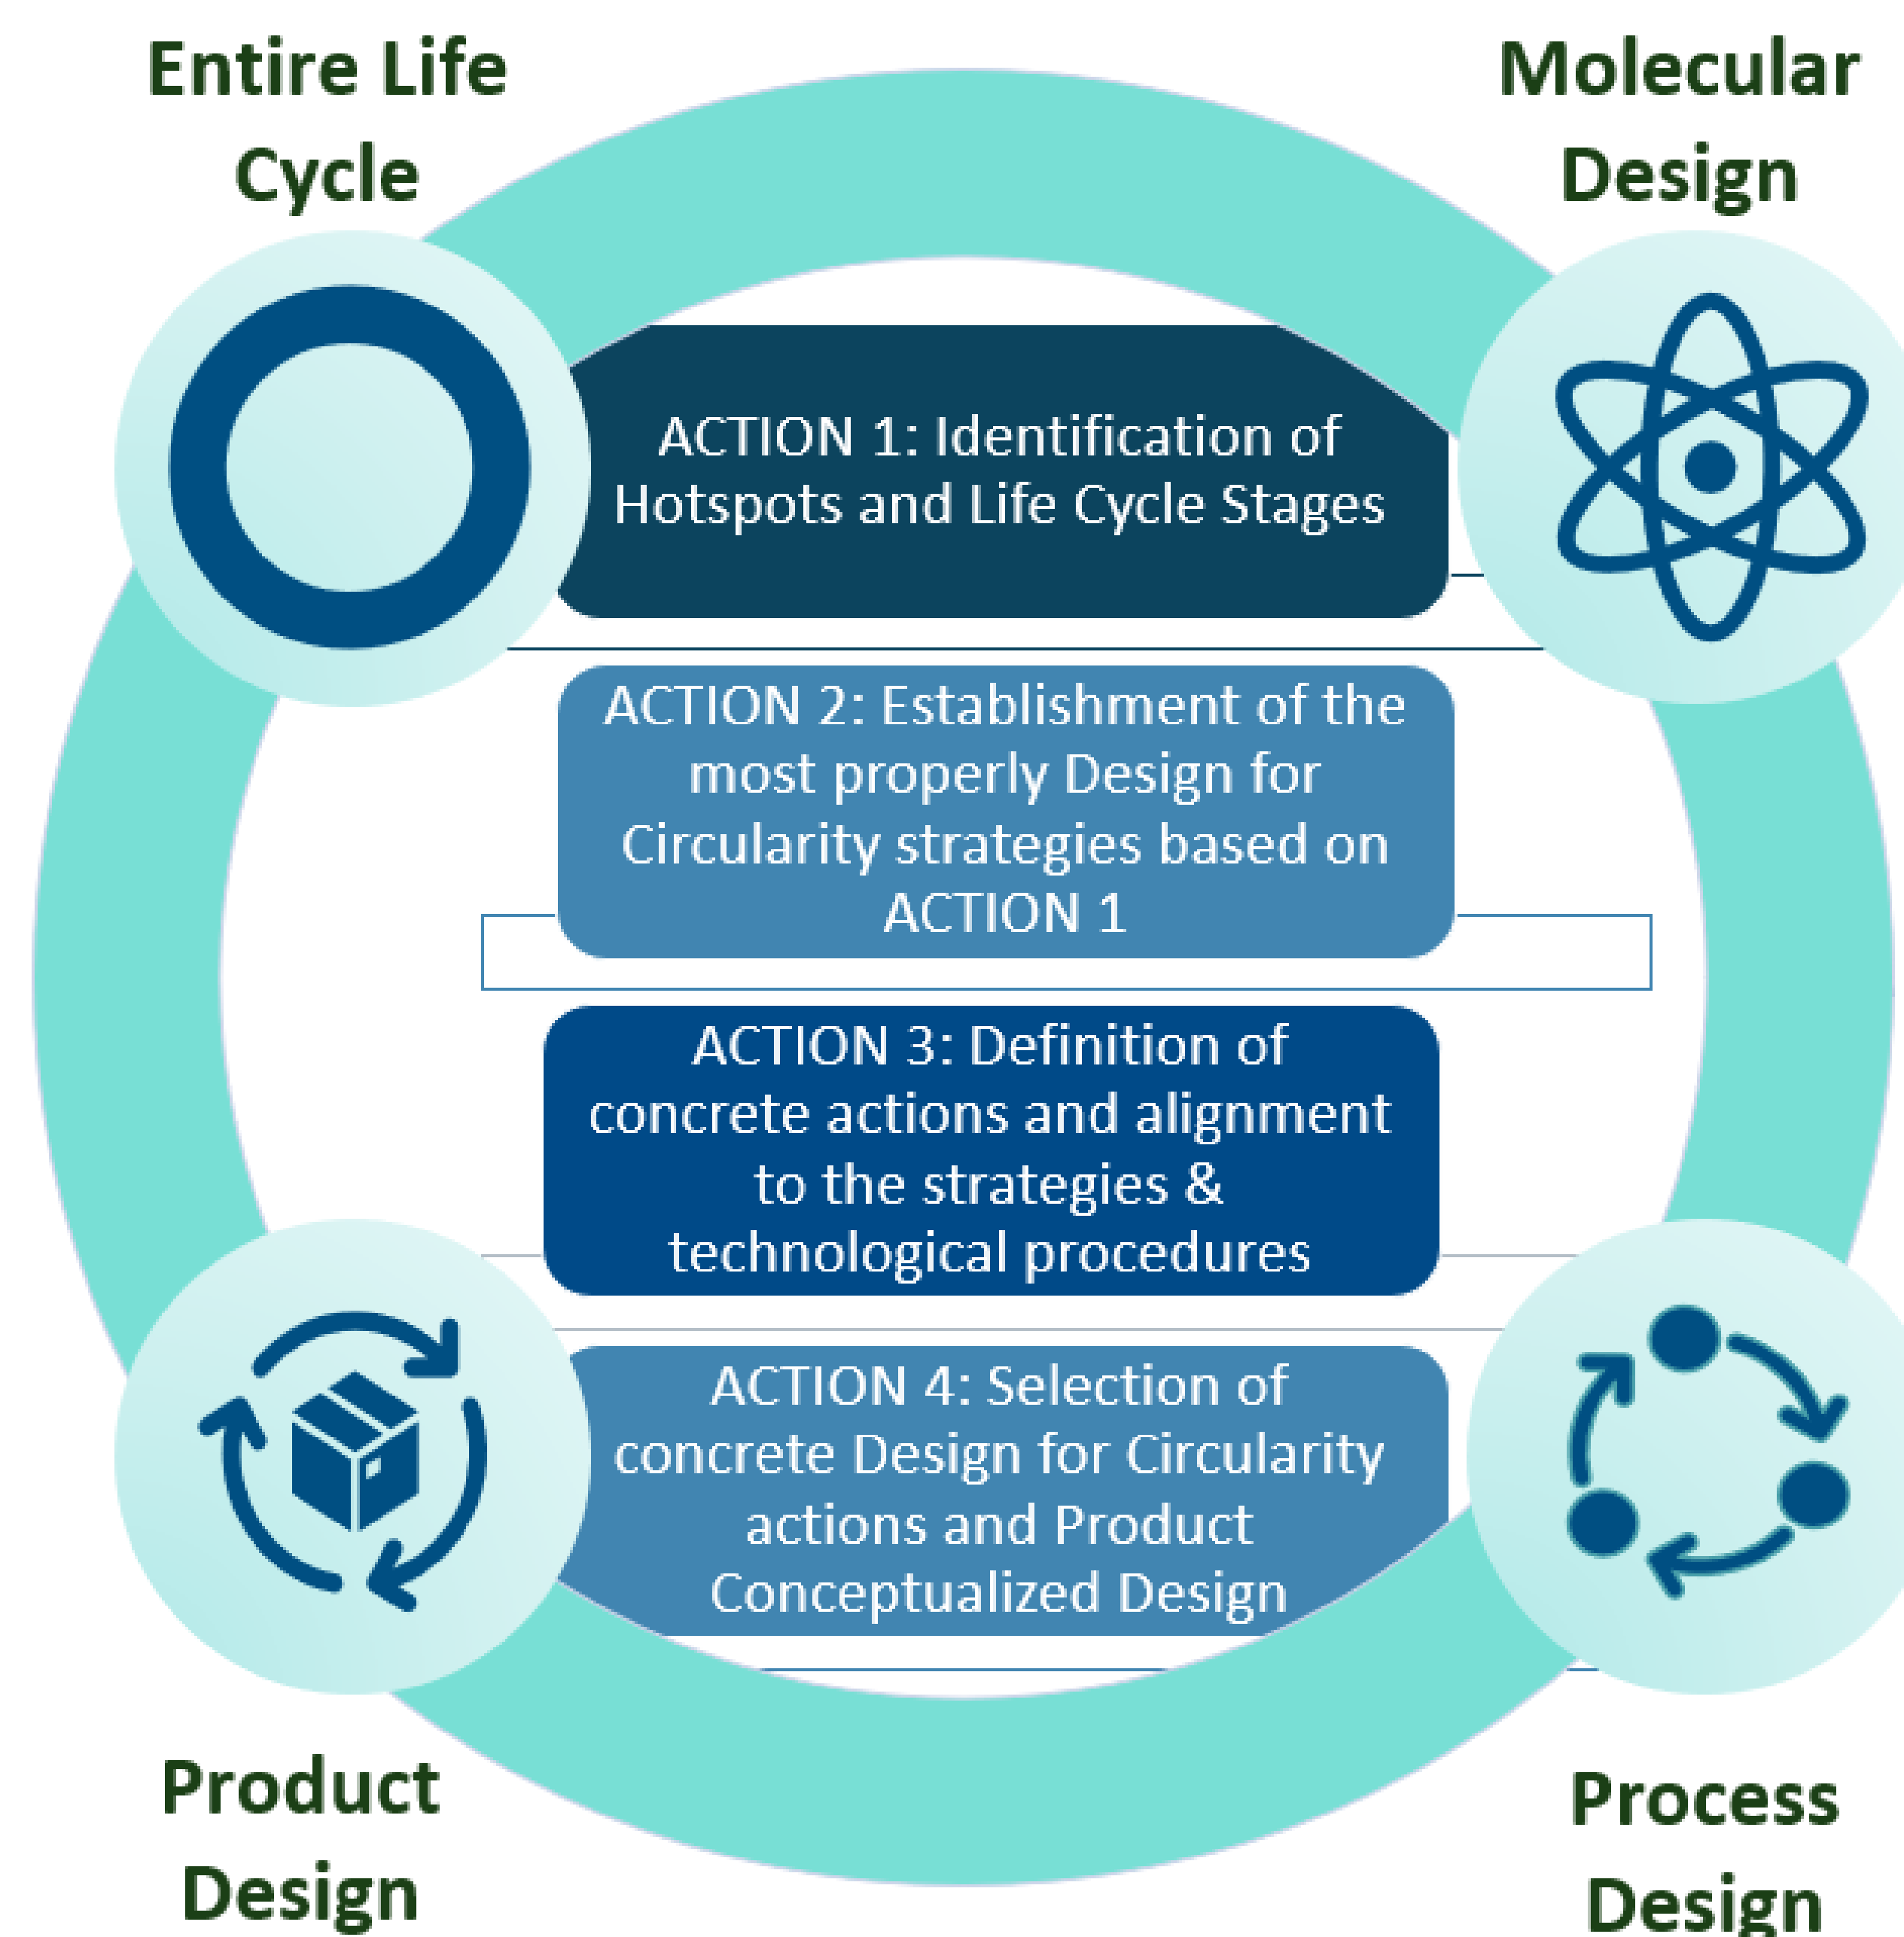 Entire Life
Cycle
Molecular
Design
ACTION 1: Identification of
Hotspots and Life Cycle Stages
ACTION 2: Establishment of the
most properly Design for
Circularity strategies based on
ACTION 1
ACTION 3: Definition of
concrete actions and alignment
to the strategies &
technological procedures
ACTION 4: Selection of
concrete Design for Circularity
actions and Product
Conceptualized Design
Product
Design
Process
Design